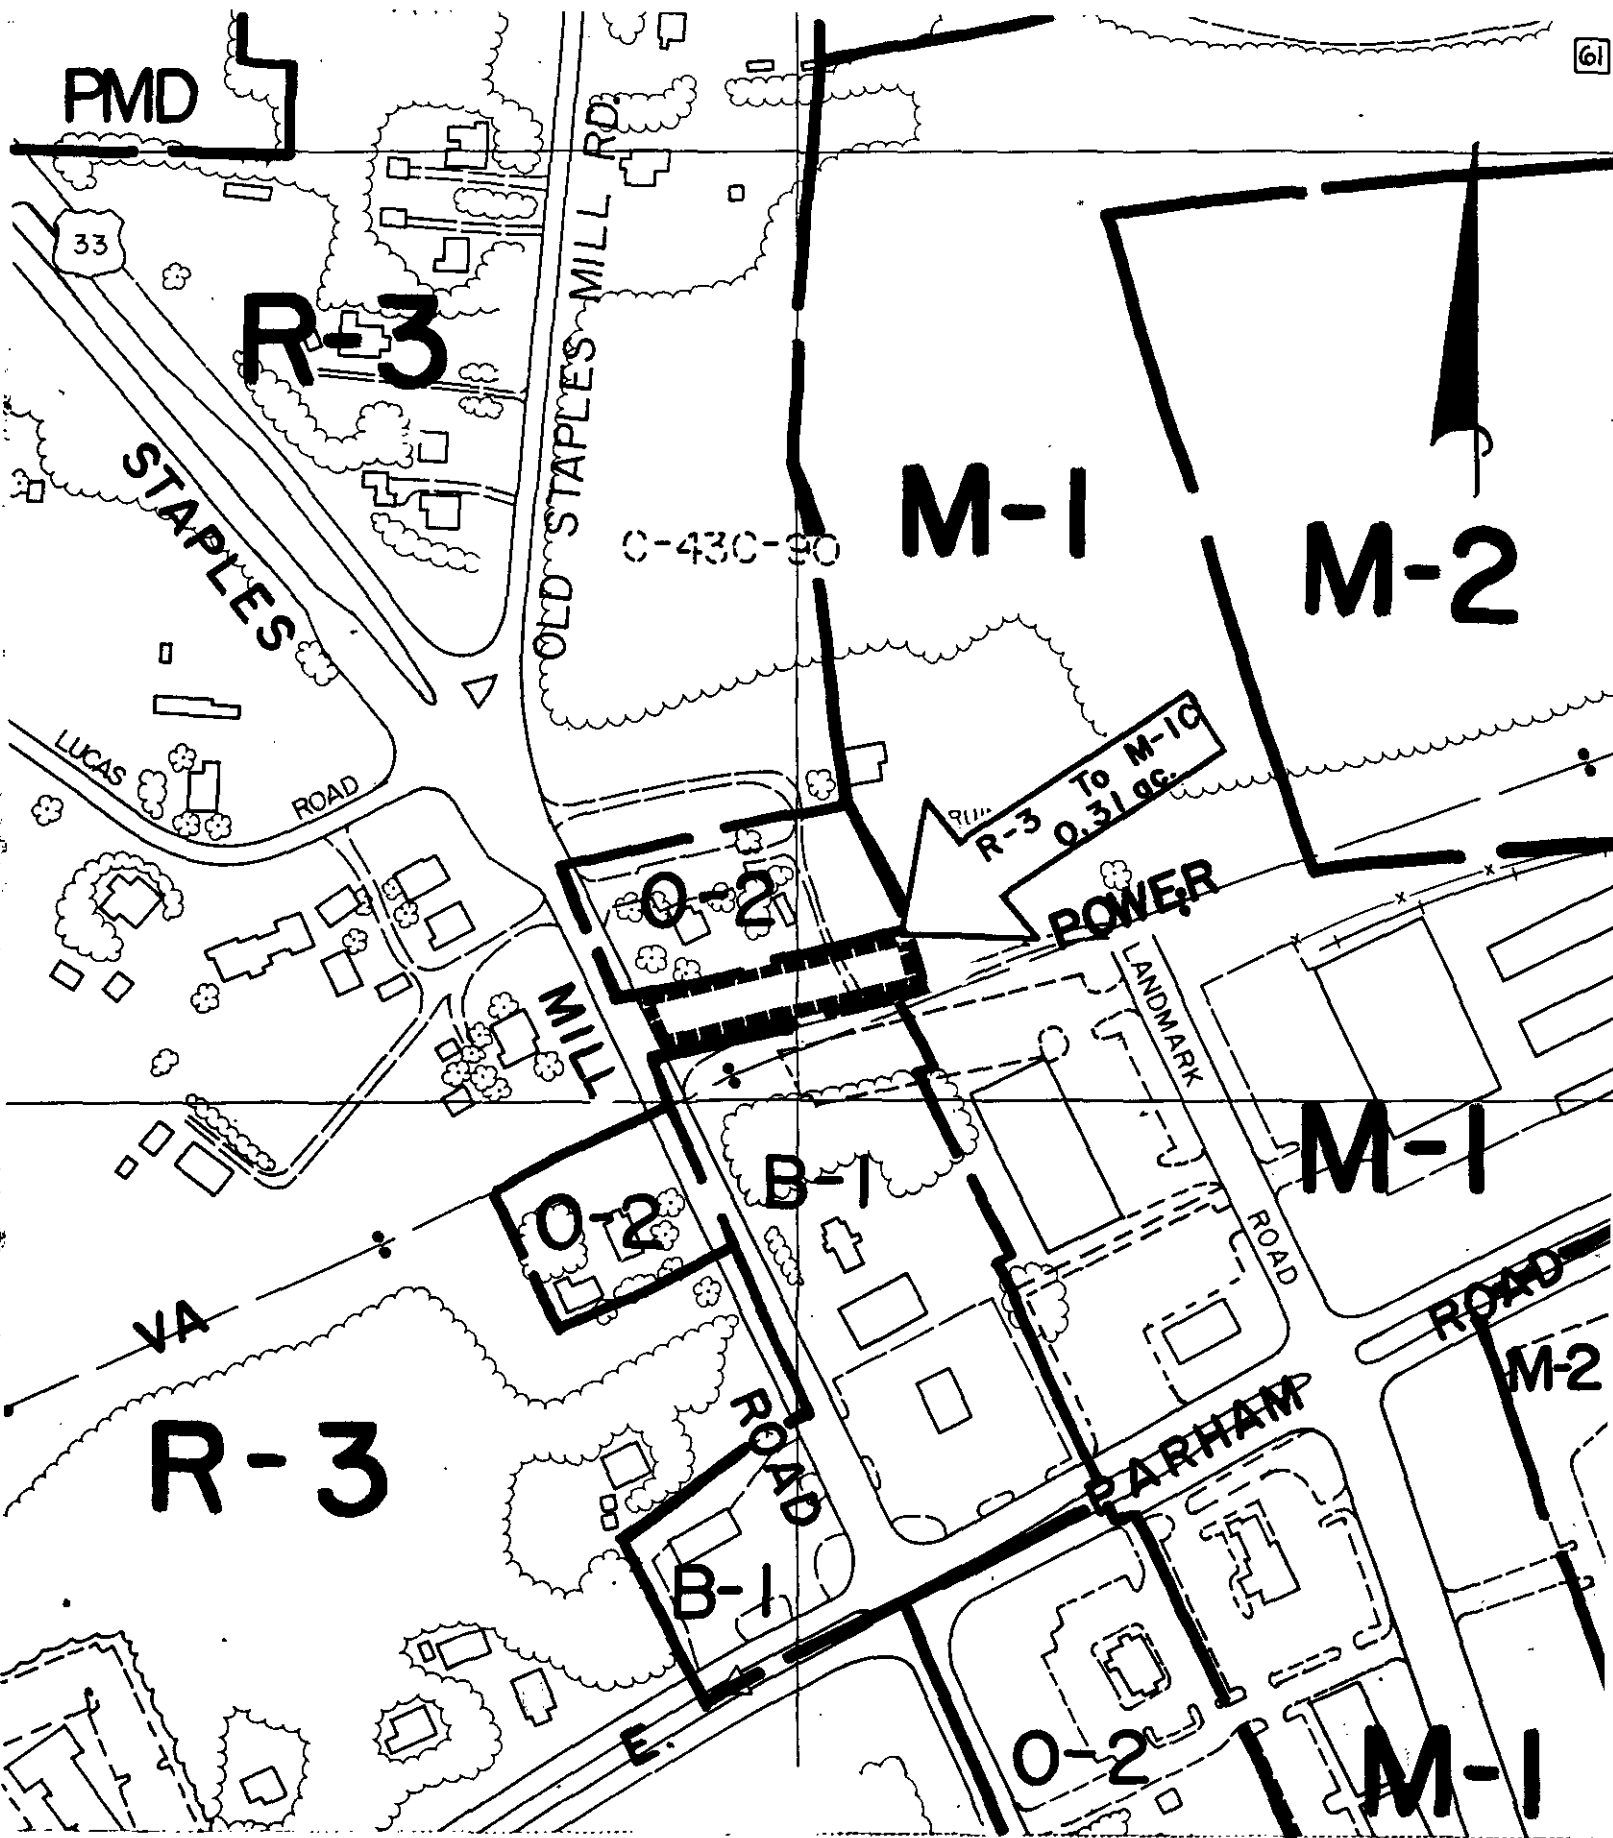 61
PMD
33
R-3
OLD STAPLES MILL RD.
STAPLES
M-1
C-43C-90
M-2
LUCAS
ROAD
R-3 To M-1C
0.31 ac.
O-2
POWER
LANDMARK
MILL
M-1
B-1
O-2
ROAD
VA
ROAD
M-2
ROAD
PARHAM
R-3
B-1
E.
O-2
M-1